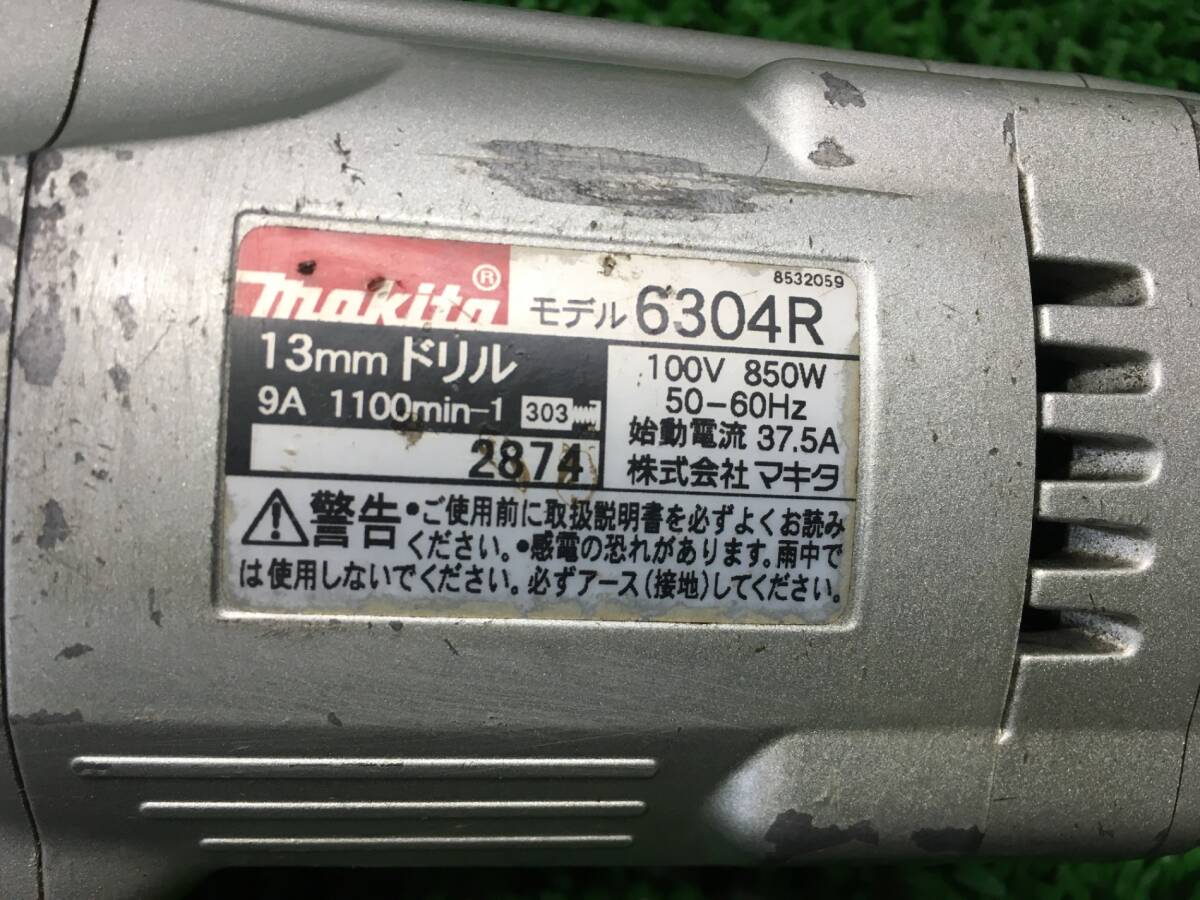 8532059
makita® モデル 6304R
13mm ドリル
9A 1100min-1 303
2874
100V 850W
50-60Hz
始動電流 37.5A
株式会社 マキタ
⚠警告 •ご使用前に取扱説明書を必ずよくお読み
ください。•感電の恐れがあります。雨中で
は使用しないでください。必ずアース(接地)してください。